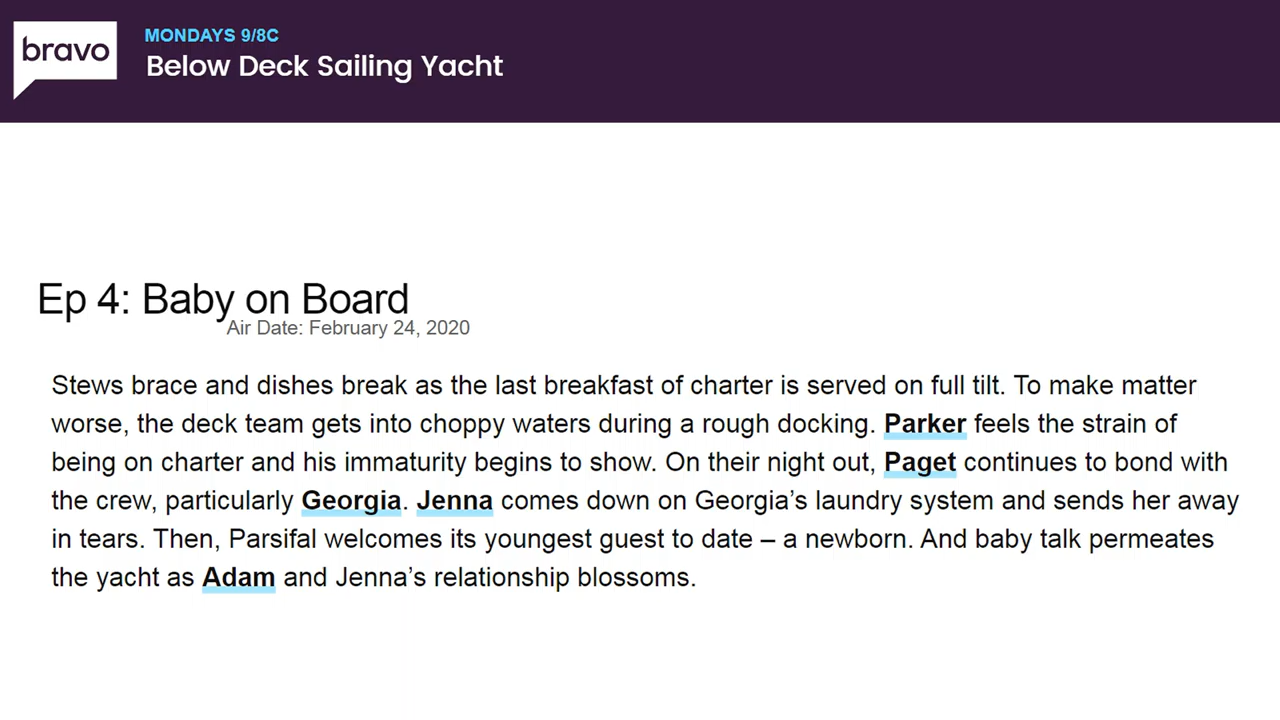 bravo
MONDAYS 9/8C
Below Deck Sailing Yacht
Ep 4: Baby on Board
Air Date: February 24, 2020
Stews brace and dishes break as the last breakfast of charter is served on full tilt. To make matter
worse, the deck team gets into choppy waters during a rough docking. Parker feels the strain of
being on charter and his immaturity begins to show. On their night out, Paget continues to bond with
the crew, particularly Georgia. Jenna comes down on Georgia’s laundry system and sends her away
in tears. Then, Parsifal welcomes its youngest guest to date – a newborn. And baby talk permeates
the yacht as Adam and Jenna’s relationship blossoms.